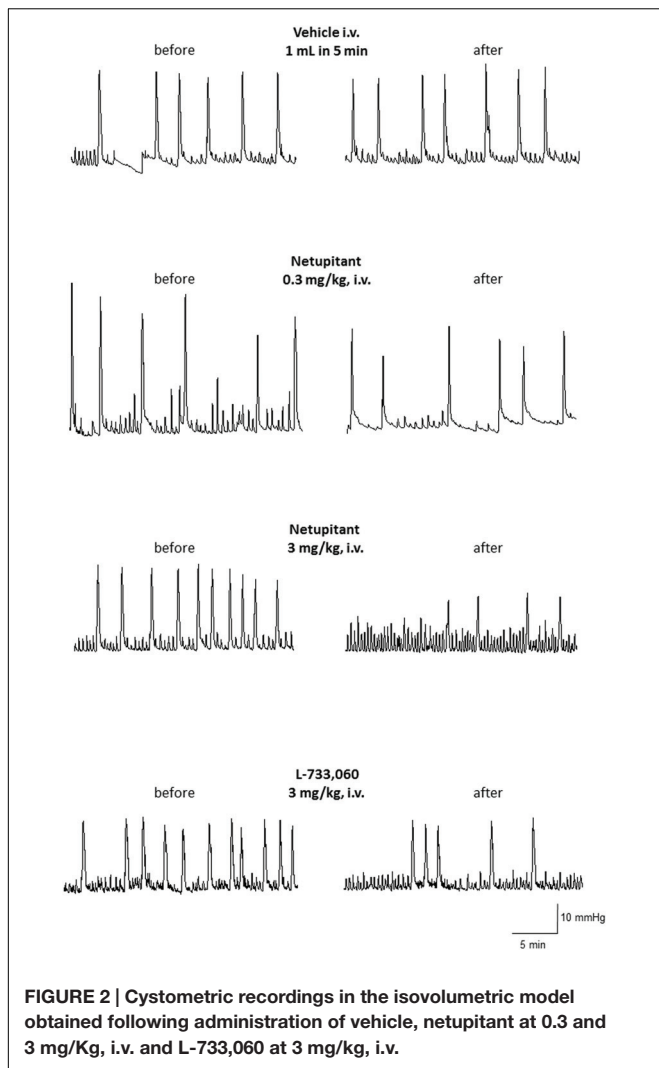 Vehicle i.v.
1 mL in 5 min
before
after
Netupitant
0.3 mg/kg, i.v.
before
after
Netupitant
3 mg/kg, i.v.
before
after
L-733,060
3 mg/kg, i.v.
before
after
10 mmHg
5 min
FIGURE 2 | Cystometric recordings in the isovolumetric model
obtained following administration of vehicle, netupitant at 0.3 and
3 mg/Kg, i.v. and L-733,060 at 3 mg/kg, i.v.